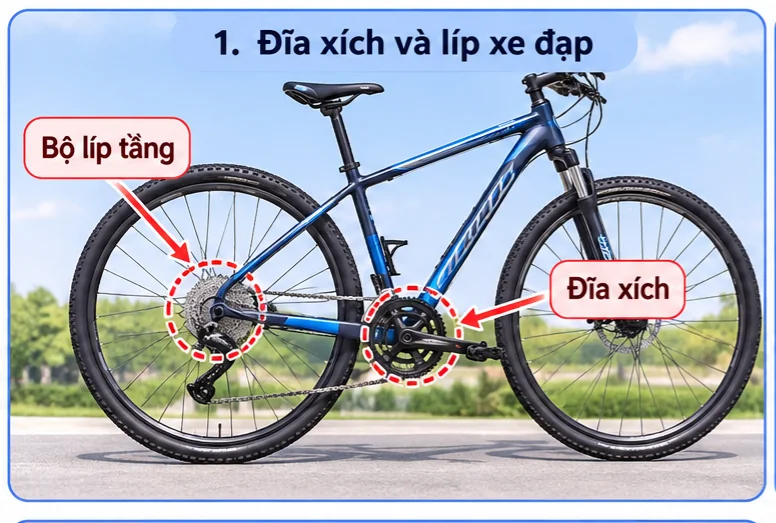 1. Đĩa xích và líp xe đạp
Bộ líp tầng
Đĩa xích